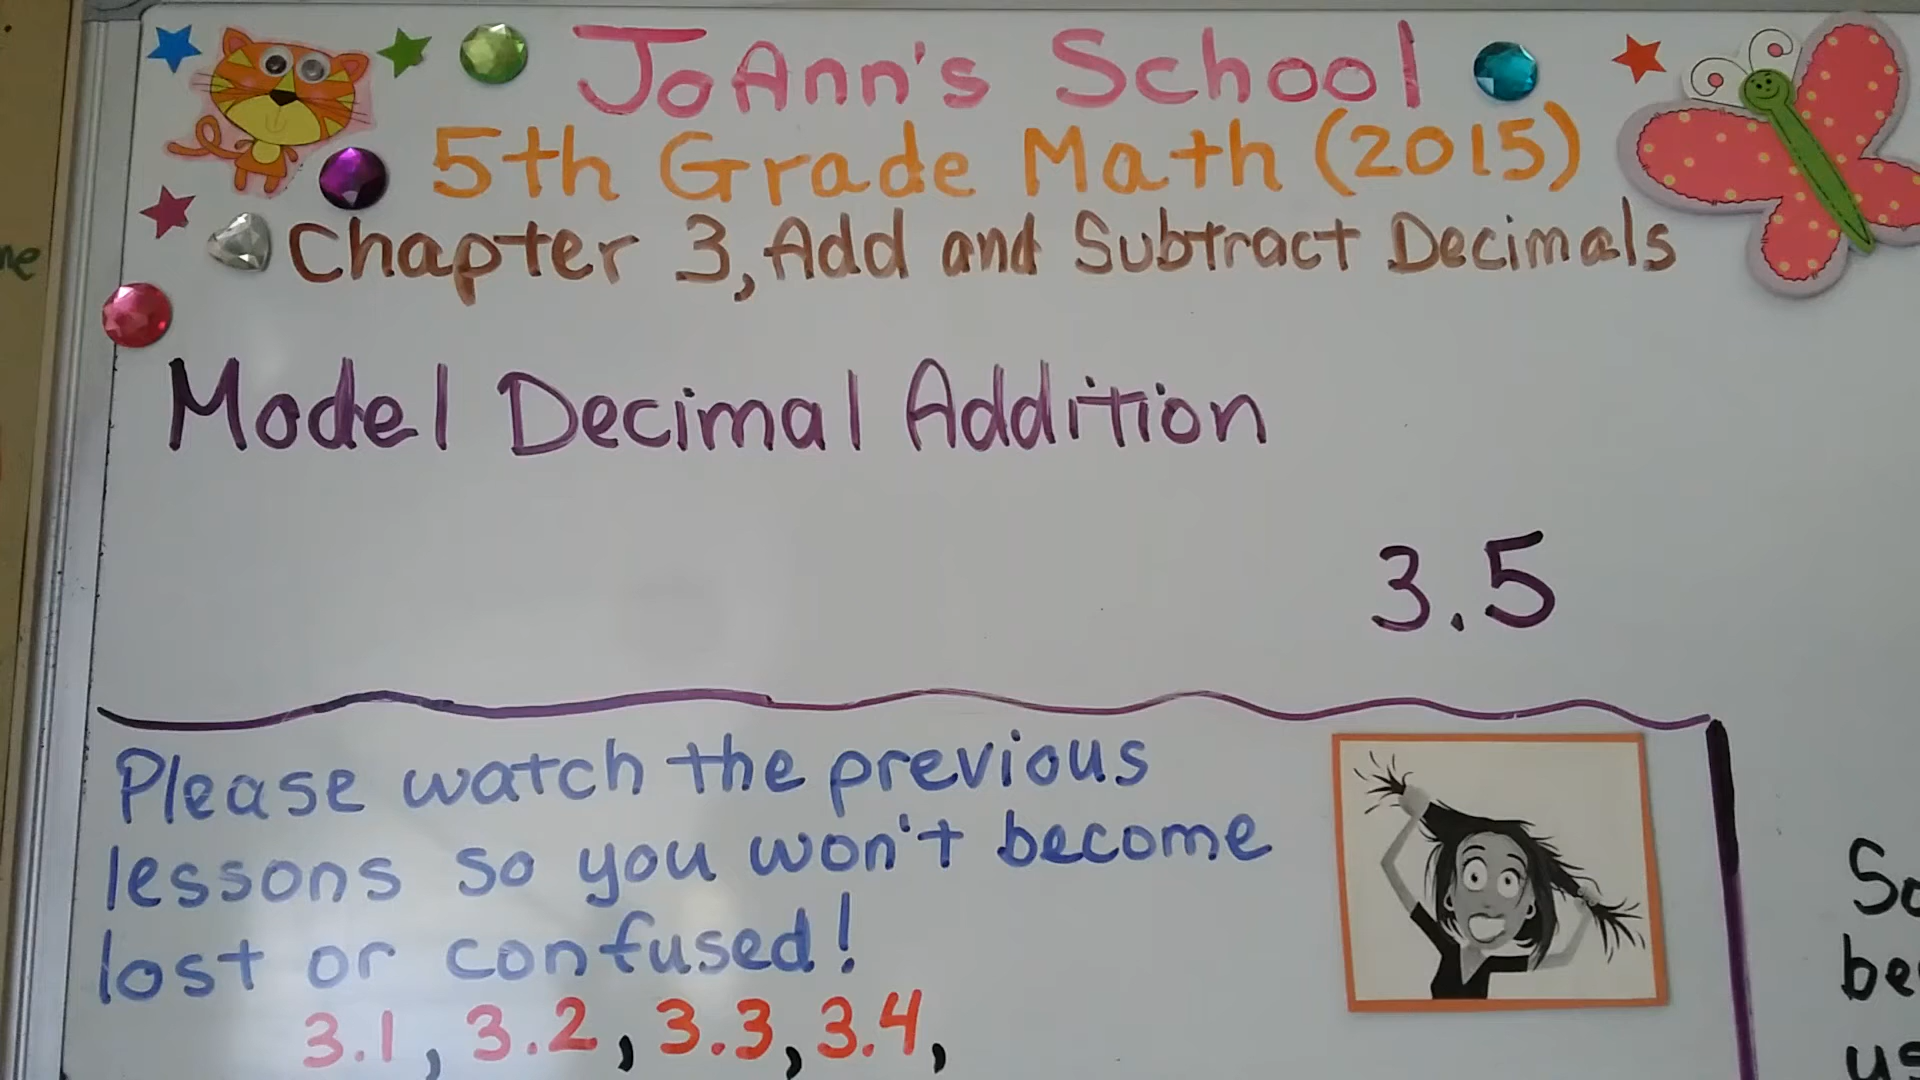 JoAnn's School
5th Grade Math (2015)
Chapter 3, Add and Subtract Decimals
Model Decimal Addition
3.5
Please watch the previous
lessons so you won't become
lost or confused!
3.1, 3.2, 3.3, 3.4,